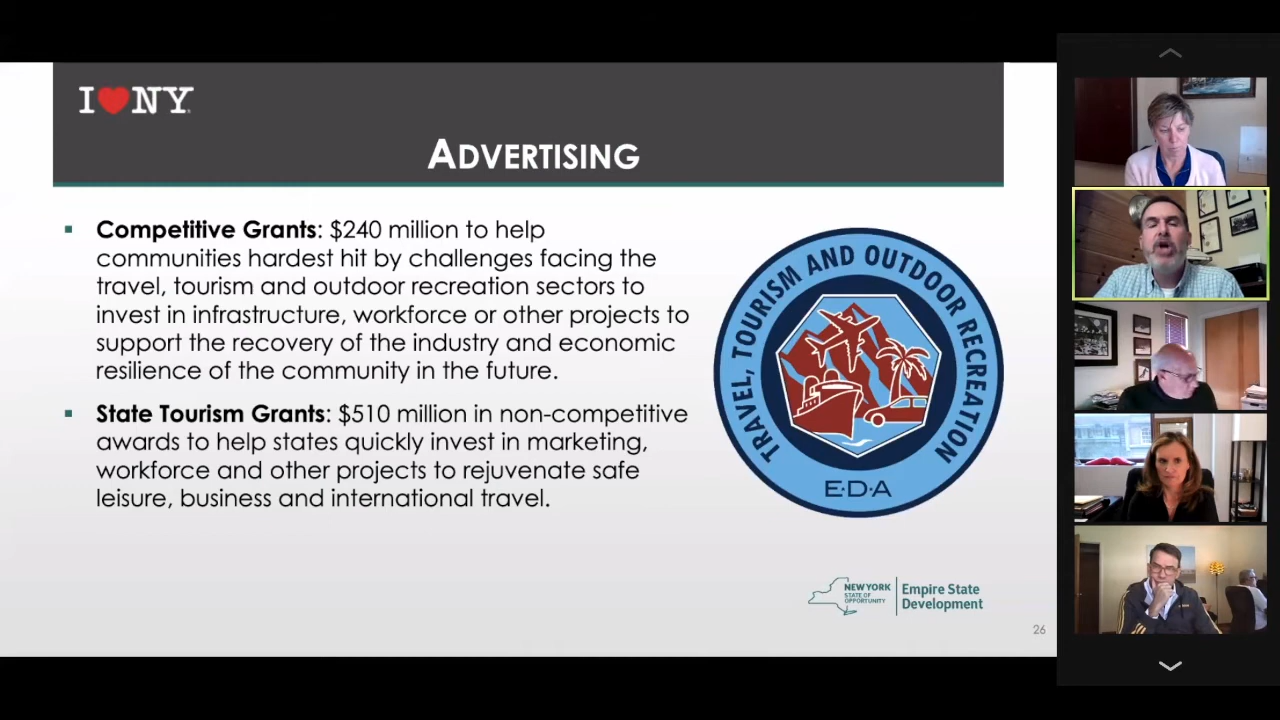 I NY
ADVERTISING
Competitive Grants: $240 million to help
communities hardest hit by challenges facing the
travel, tourism and outdoor recreation sectors to
invest in infrastructure, workforce or other projects to
support the recovery of the industry and economic
resilience of the community in the future.
State Tourism Grants: $510 million in non-competitive
awards to help states quickly invest in marketing,
workforce and other projects to rejuvenate safe
leisure, business and international travel.
TRAVEL, TOURISM AND OUTDOOR RECREATION
E·D·A
NEW YORK
STATE OF
OPPORTUNITY
Empire State
Development
26